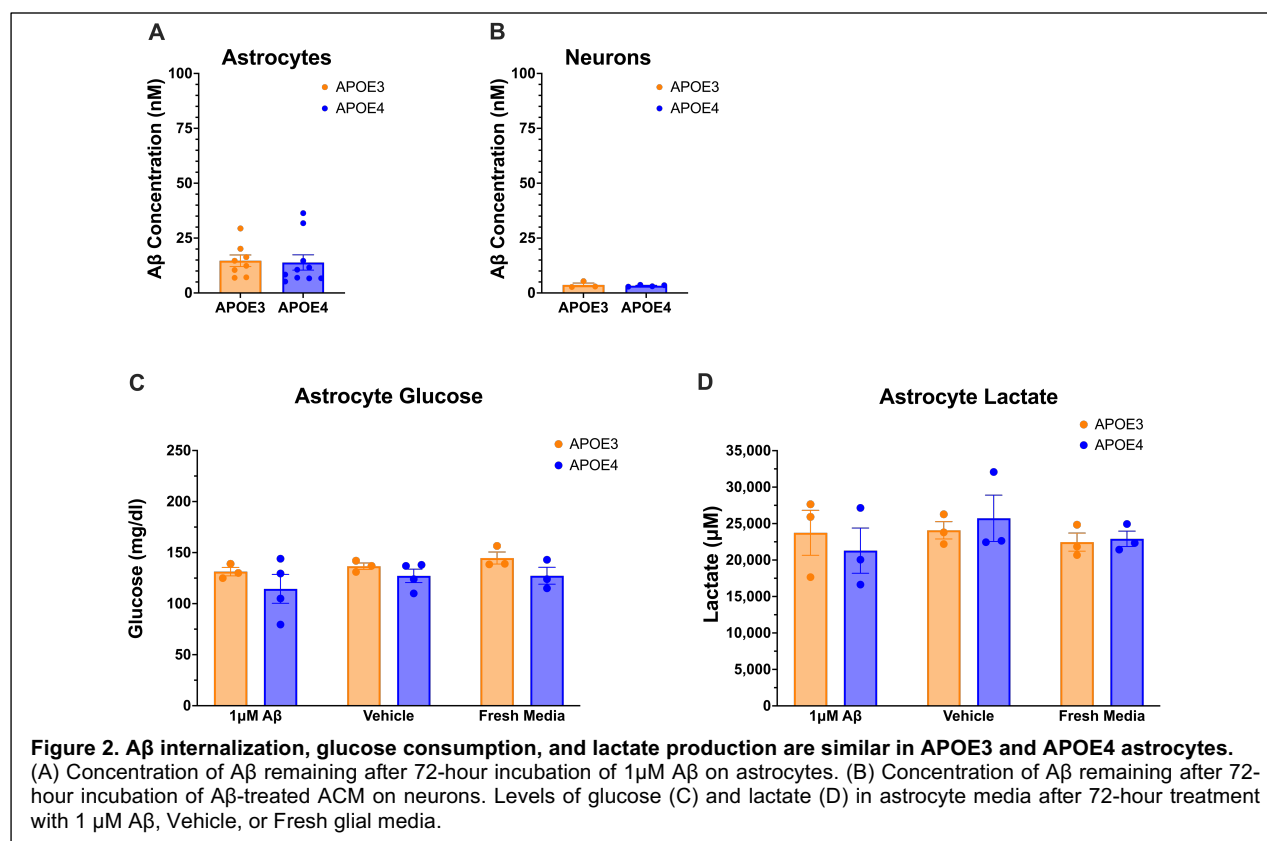 A
Astrocytes
APOE3
APOE4
100
75
50
25
0
Aβ Concentration (nM)
APOE3 APOE4
B
Neurons
APOE3
APOE4
100
75
50
25
0
Aβ Concentration (nM)
APOE3 APOE4
C
Astrocyte Glucose
APOE3
APOE4
250
200
150
100
50
0
Glucose (mg/dl)
1µM Aβ Vehicle Fresh Media
D
Astrocyte Lactate
APOE3
APOE4
35,000
30,000
25,000
20,000
15,000
10,000
5,000
0
Lactate (µM)
1µM Aβ Vehicle Fresh Media
Figure 2. Aβ internalization, glucose consumption, and lactate production are similar in APOE3 and APOE4 astrocytes.
(A) Concentration of Aβ remaining after 72-hour incubation of 1µM Aβ on astrocytes. (B) Concentration of Aβ remaining after 72-
hour incubation of Aβ-treated ACM on neurons. Levels of glucose (C) and lactate (D) in astrocyte media after 72-hour treatment
with 1 µM Aβ, Vehicle, or Fresh glial media.